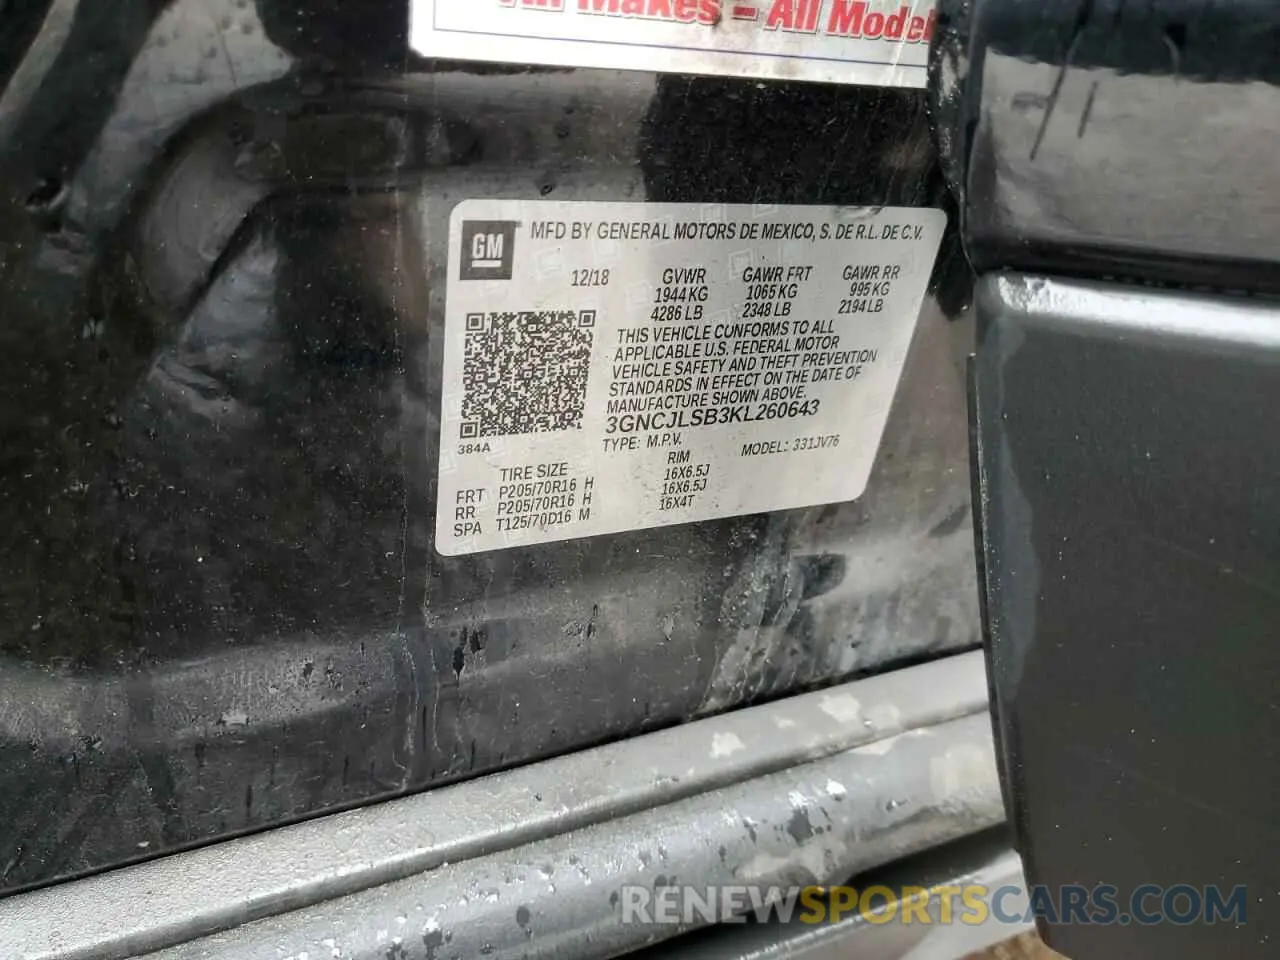 All Makes - All Model
GM MFD BY GENERAL MOTORS DE MEXICO, S. DE R.L. DE C.V.
12/18 GVWR GAWR FRT GAWR RR
1944 KG 1065 KG 995 KG
4286 LB 2348 LB 2194 LB
THIS VEHICLE CONFORMS TO ALL
APPLICABLE U.S. FEDERAL MOTOR
VEHICLE SAFETY AND THEFT PREVENTION
STANDARDS IN EFFECT ON THE DATE OF
MANUFACTURE SHOWN ABOVE.
3GNCJLSB3KL260643
384A TYPE: M.P.V. MODEL: 331JV76
TIRE SIZE RIM
FRT P205/70R16 H 16X6.5J
RR P205/70R16 H 16X6.5J
SPA T125/70D16 M 16X4T
RENEWSPORTSCARS.COM